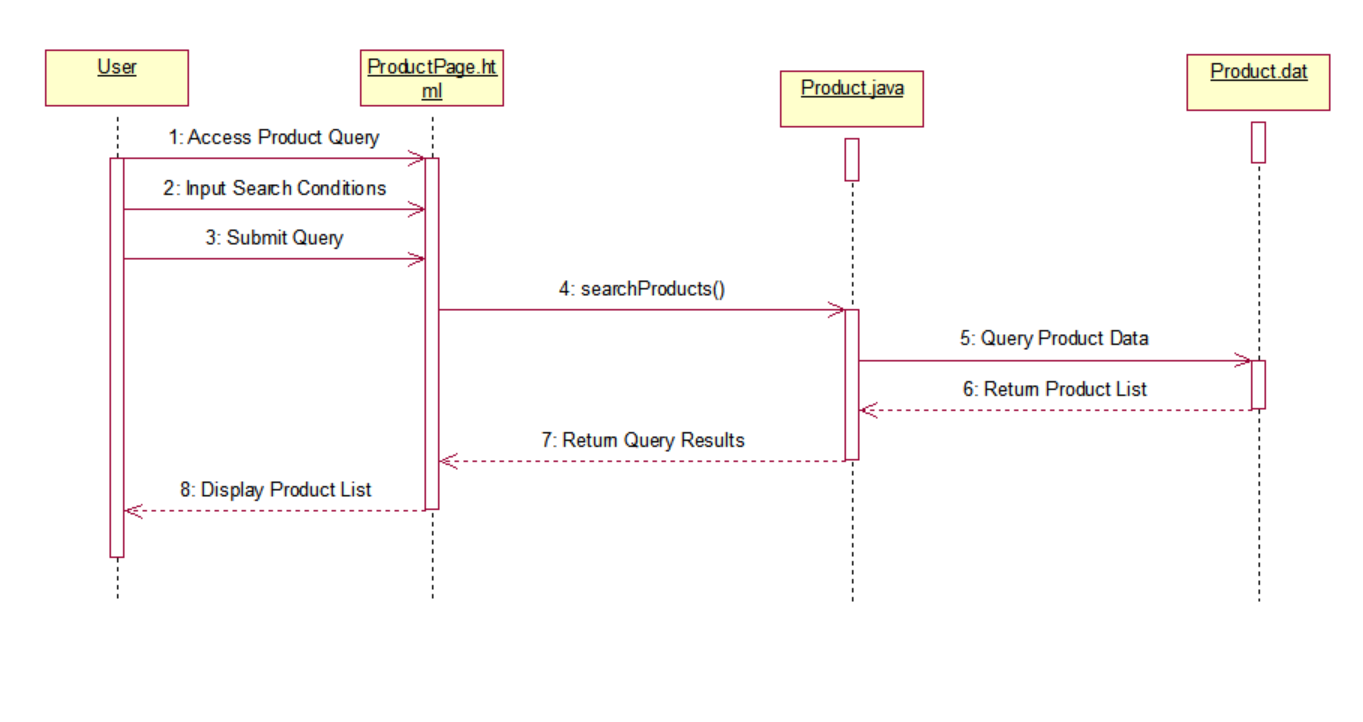 User
ProductPage.ht
ml
Product.java
Product.dat
1: Access Product Query
2: Input Search Conditions
3: Submit Query
4: searchProducts()
5: Query Product Data
6: Return Product List
7: Return Query Results
8: Display Product List